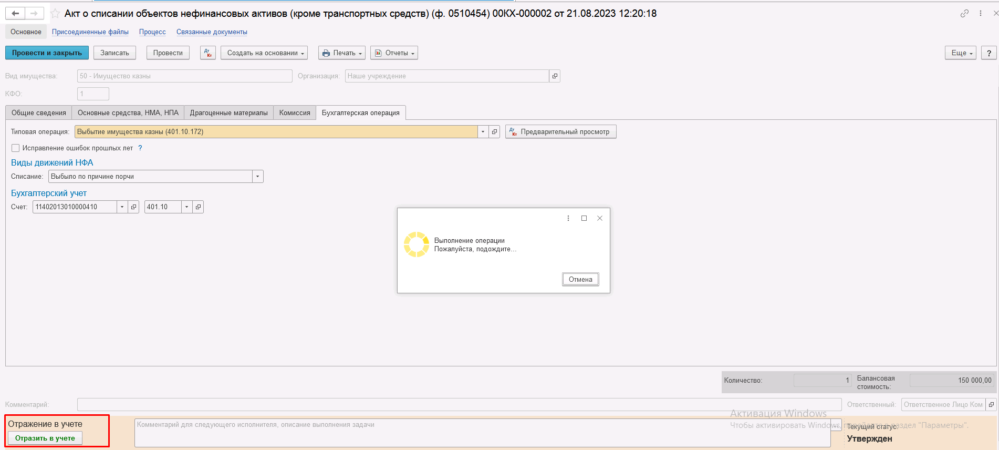 Акт о списании объектов нефинансовых активов (кроме транспортных средств) (ф. 0510454) 00КХ-000002 от 21.08.2023 12:20:18
Основное Присоединенные файлы Процесс Связанные документы
Провести и закрыть Записать Провести Дт Кт Создать на основании Печать Отчеты Еще ?
Вид имущества: 50 - Имущество казны Организация: Наше учреждение
КФО: 1
Общие сведения Основные средства, НМА, НПА Драгоценные материалы Комиссия Бухгалтерская операция
Типовая операция: Выбытие имущества казны (401.10.172) Дт Кт Предварительный просмотр
Исправление ошибок прошлых лет ?
Виды движений НФА
Списание: Выбыло по причине порчи
Бухгалтерский учет
Счет: 11402013010000410 401.10
Выполнение операции
Пожалуйста, подождите...
Отмена
Количество: 1 Балансовая стоимость: 150 000,00
Комментарий: Ответственный: Ответственное Лицо Ком
Активация Windows
Чтобы активировать Windows, перейдите в раздел "Параметры".
Отражение в учете
Отразить в учете
Комментарий для следующего исполнителя, описание выполнения задачи
Текущий статус:
Утвержден